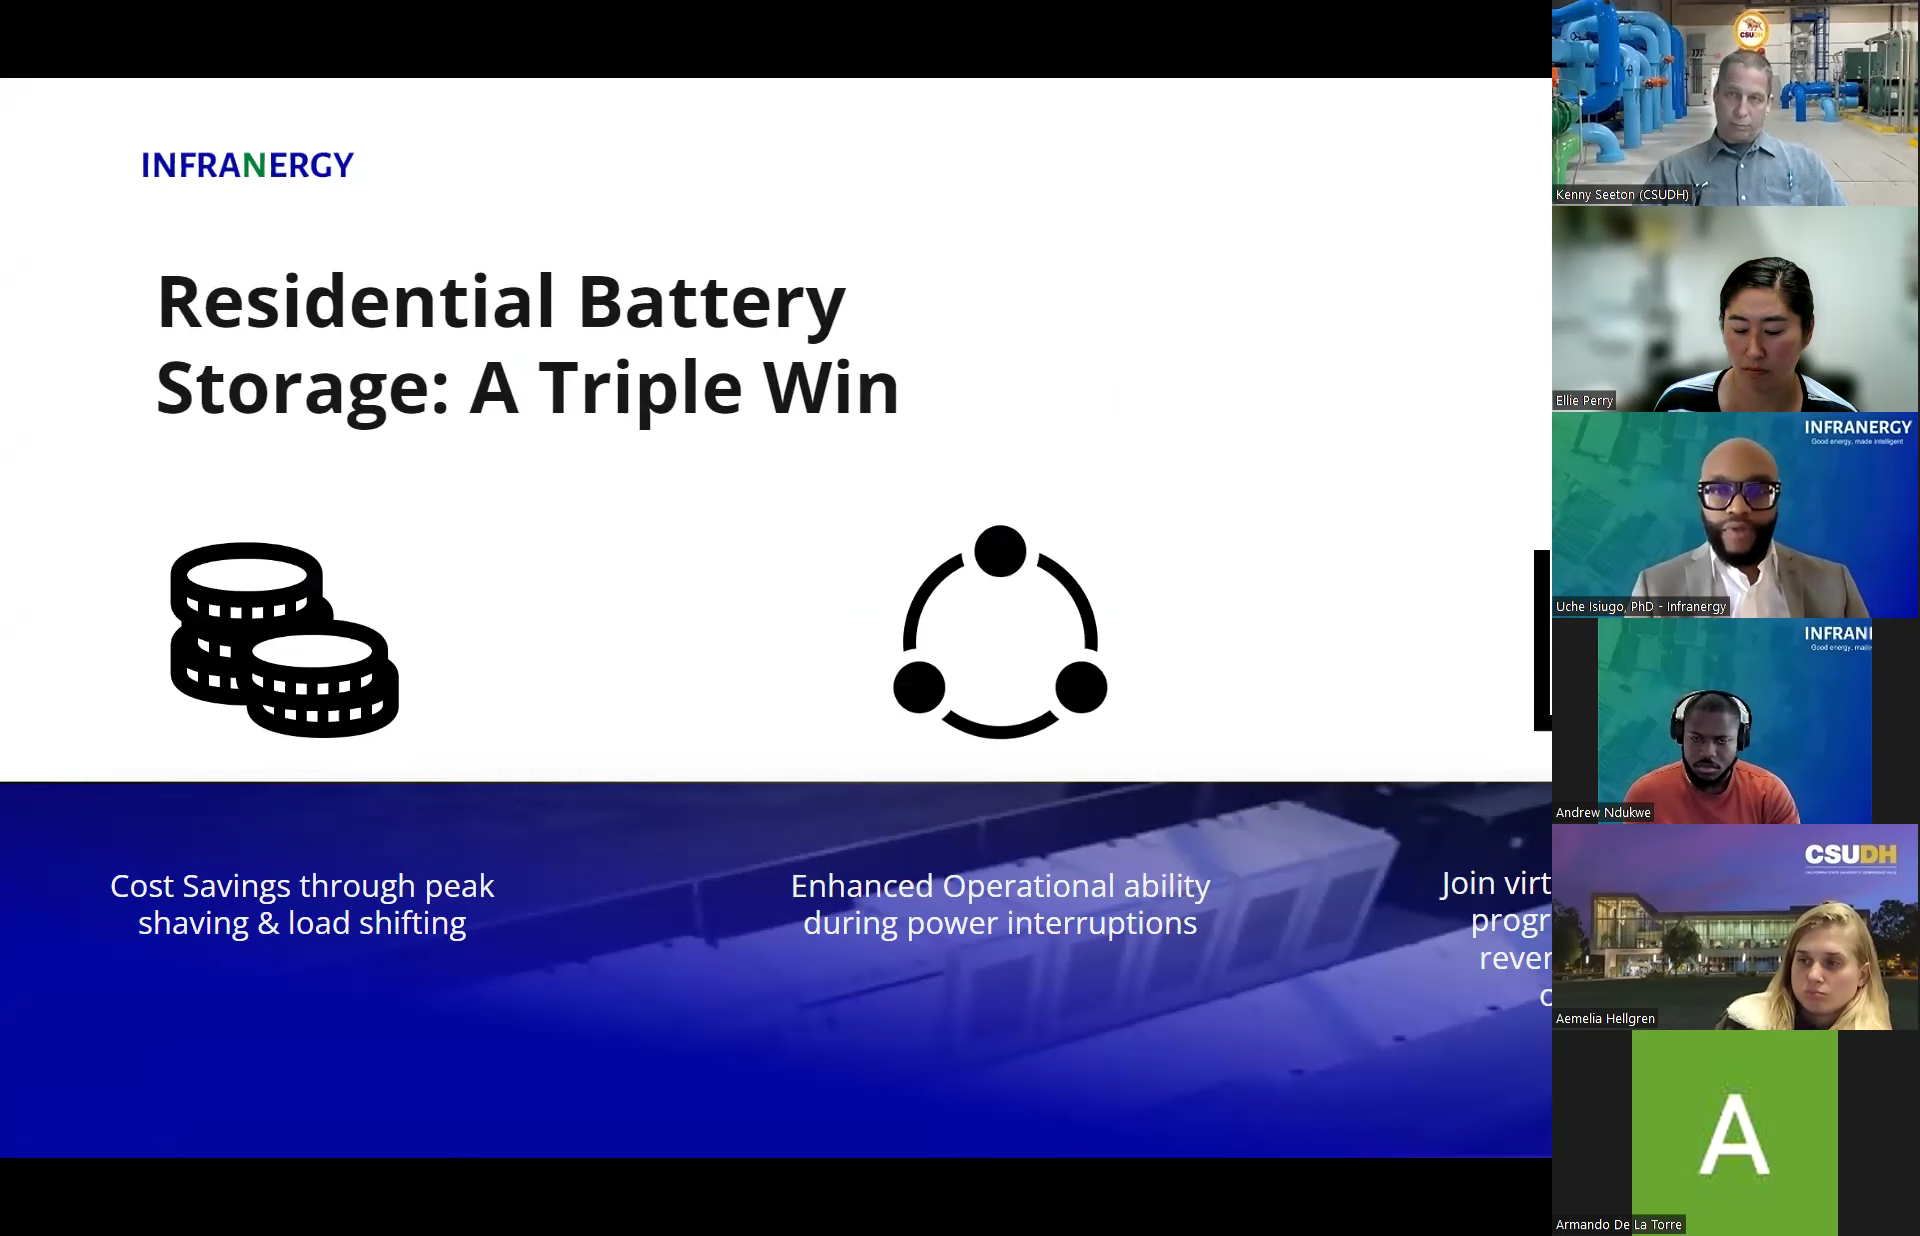 INFRANERGY
Residential Battery
Storage: A Triple Win
Cost Savings through peak
shaving & load shifting
Enhanced Operational ability
during power interruptions
Join virt
progr
rever
CSUDH
Kenny Seeton (CSUDH)
Ellie Perry
INFRANERGY
Good energy, made intelligent
Uche Isiugo, PhD - Infranergy
INFRAN
Good energy, ma
Andrew Ndukwe
CSUDH
CALIFORNIA STATE UNIVERSITY, DOMINGUEZ HILLS
Aemelia Hellgren
A
Armando De La Torre